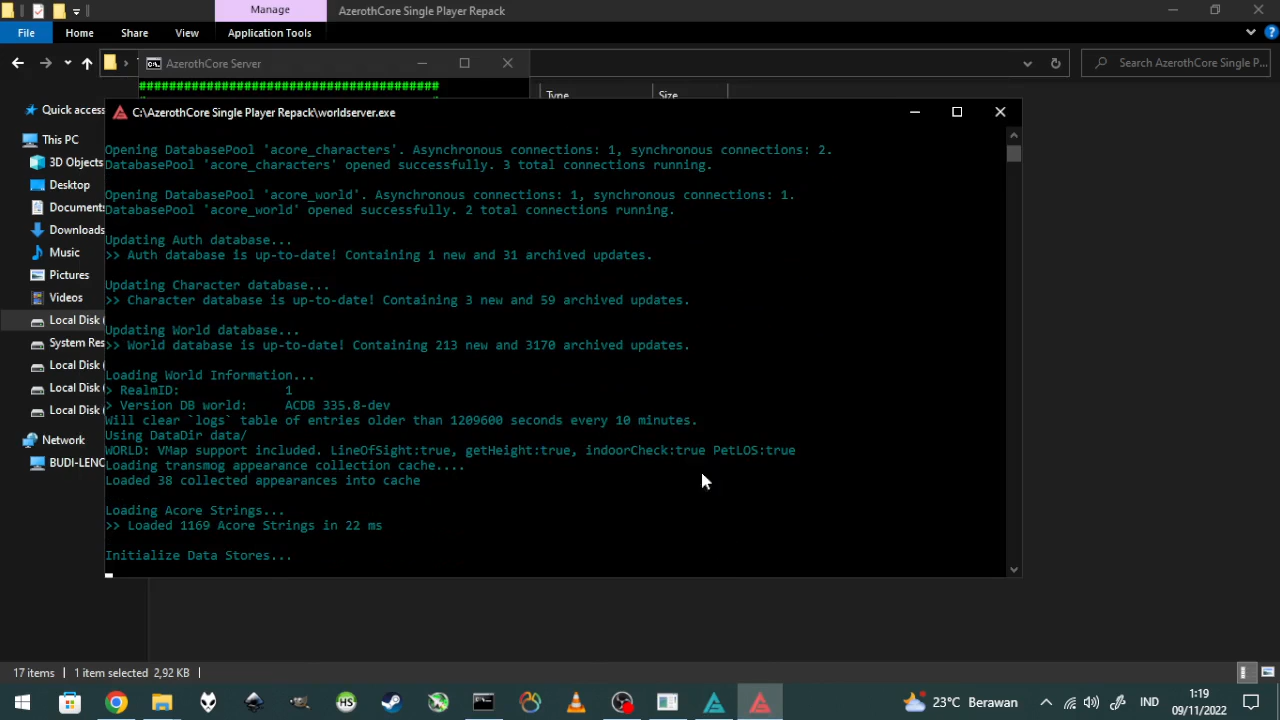 Manage
AzerothCore Single Player Repack
File
Home
Share
View
Application Tools
AzerothCore Server
Search AzerothCore Single Player R...
########################################
Type
Size
C:\AzerothCore Single Player Repack\worldserver.exe
Quick access
This PC
3D Objects
Desktop
Documents
Downloads
Music
Pictures
Videos
Local Disk (
System Res
Local Disk (
Local Disk (
Local Disk (
Network
BUDI-LENO
Opening DatabasePool 'acore_characters'. Asynchronous connections: 1, synchronous connections: 2.
DatabasePool 'acore_characters' opened successfully. 3 total connections running.
Opening DatabasePool 'acore_world'. Asynchronous connections: 1, synchronous connections: 1.
DatabasePool 'acore_world' opened successfully. 2 total connections running.
Updating Auth database...
>> Auth database is up-to-date! Containing 1 new and 31 archived updates.
Updating Character database...
>> Character database is up-to-date! Containing 3 new and 59 archived updates.
Updating World database...
>> World database is up-to-date! Containing 213 new and 3170 archived updates.
Loading World Information...
> RealmID: 1
> Version DB world: ACDB 335.8-dev
Will clear `logs` table of entries older than 1209600 seconds every 10 minutes.
Using DataDir data/
WORLD: VMap support included. LineOfSight:true, getHeight:true, indoorCheck:true PetLOS:true
Loading transmog appearance collection cache....
Loaded 38 collected appearances into cache
Loading Acore Strings...
>> Loaded 1169 Acore Strings in 22 ms
Initialize Data Stores...
17 items
1 item selected 2,92 KB
HS
23°C Berawan
IND
1:19
09/11/2022